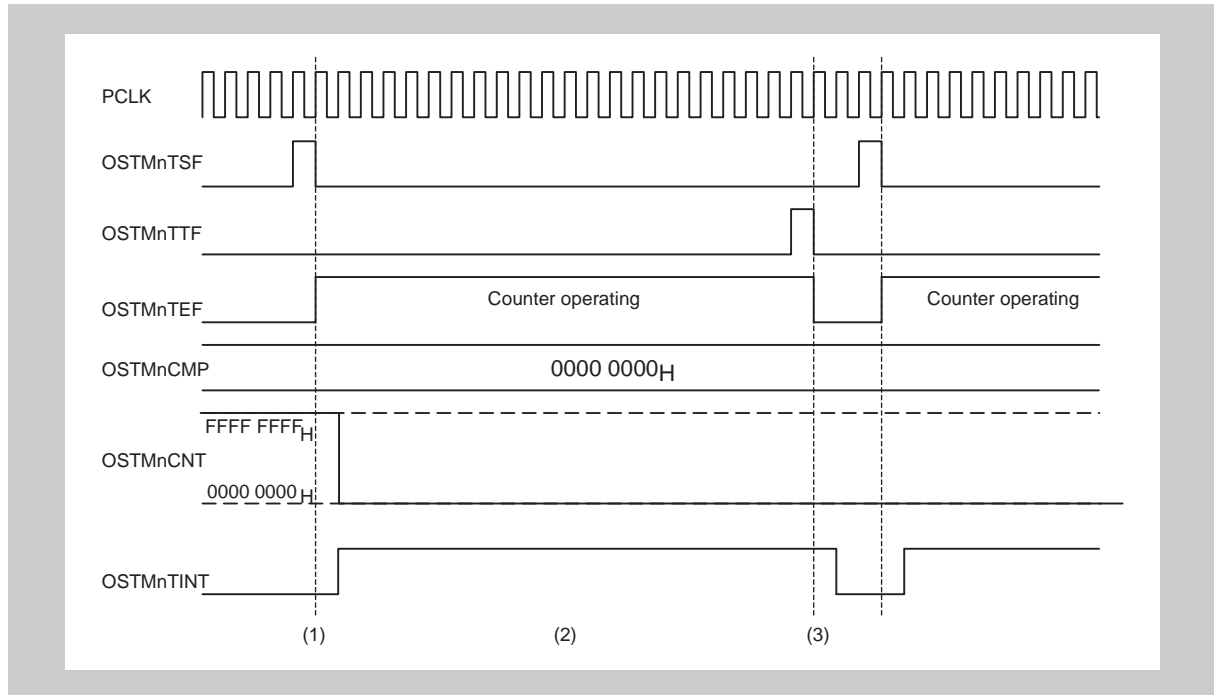 PCLK
OSTMnTSF
OSTMnTTF
OSTMnTEF Counter operating Counter operating
OSTMnCMP 0000 0000H
FFFF FFFFH
OSTMnCNT
0000 0000H
OSTMnTINT
(1) (2) (3)